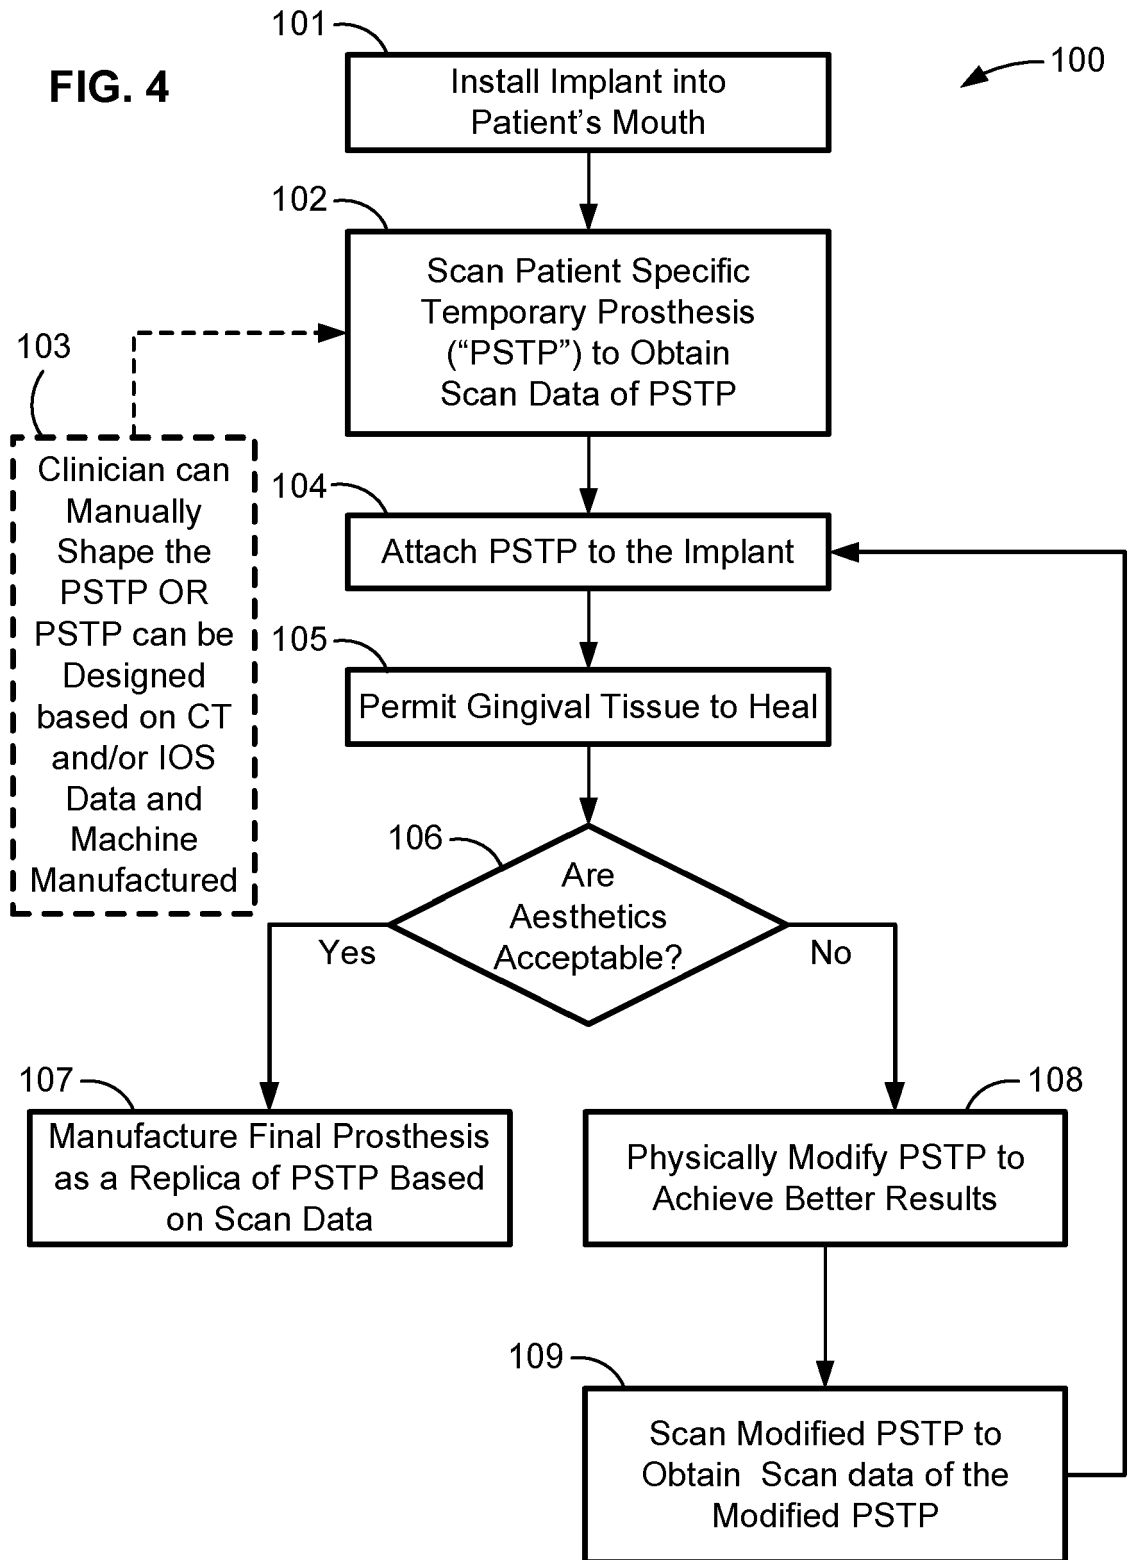 FIG. 4
100
101
Install Implant into
Patient's Mouth
102
Scan Patient Specific
Temporary Prosthesis
("PSTP") to Obtain
Scan Data of PSTP
103
Clinician can
Manually
Shape the
PSTP OR
PSTP can be
Designed
based on CT
and/or IOS
Data and
Machine
Manufactured
104
Attach PSTP to the Implant
105
Permit Gingival Tissue to Heal
106
Are
Aesthetics
Acceptable?
Yes
No
107
Manufacture Final Prosthesis
as a Replica of PSTP Based
on Scan Data
108
Physically Modify PSTP to
Achieve Better Results
109
Scan Modified PSTP to
Obtain  Scan data of the
Modified PSTP